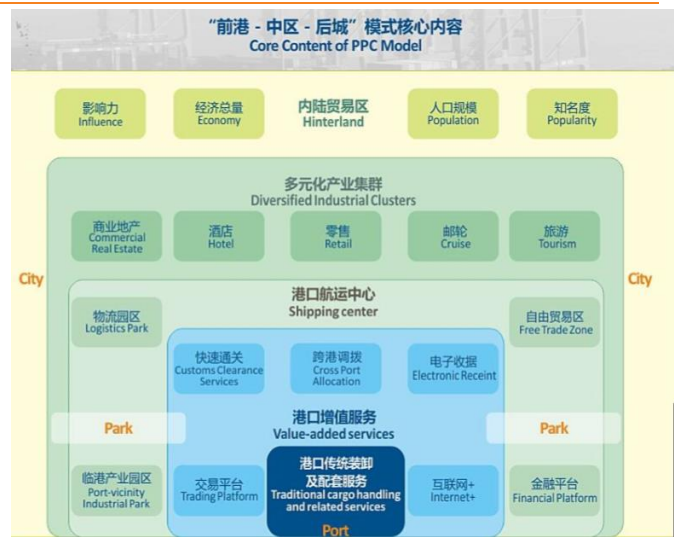 “前港 - 中区 - 后城”模式核心内容
Core Content of PPC Model
影响力
Influence
经济总量
Economy
内陆贸易区
Hinterland
人口规模
Population
知名度
Popularity
多元化产业集群
Diversified Industrial Clusters
商业地产
Commercial
Real Estate
酒店
Hotel
零售
Retail
邮轮
Cruise
旅游
Tourism
City
City
港口航运中心
Shipping center
物流园区
Logistics Park
自由贸易区
Free Trade Zone
快速通关
Customs Clearance
Services
跨港调拨
Cross Port
Allocation
电子收据
Electronic Receint
港口增值服务
Value-added services
Park
Park
临港产业园区
Port-vicinity
Industrial Park
交易平台
Trading Platform
港口传统装卸
及配套服务
Traditional cargo handling
and related services
Port
互联网+
Internet+
金融平台
Financial Platform